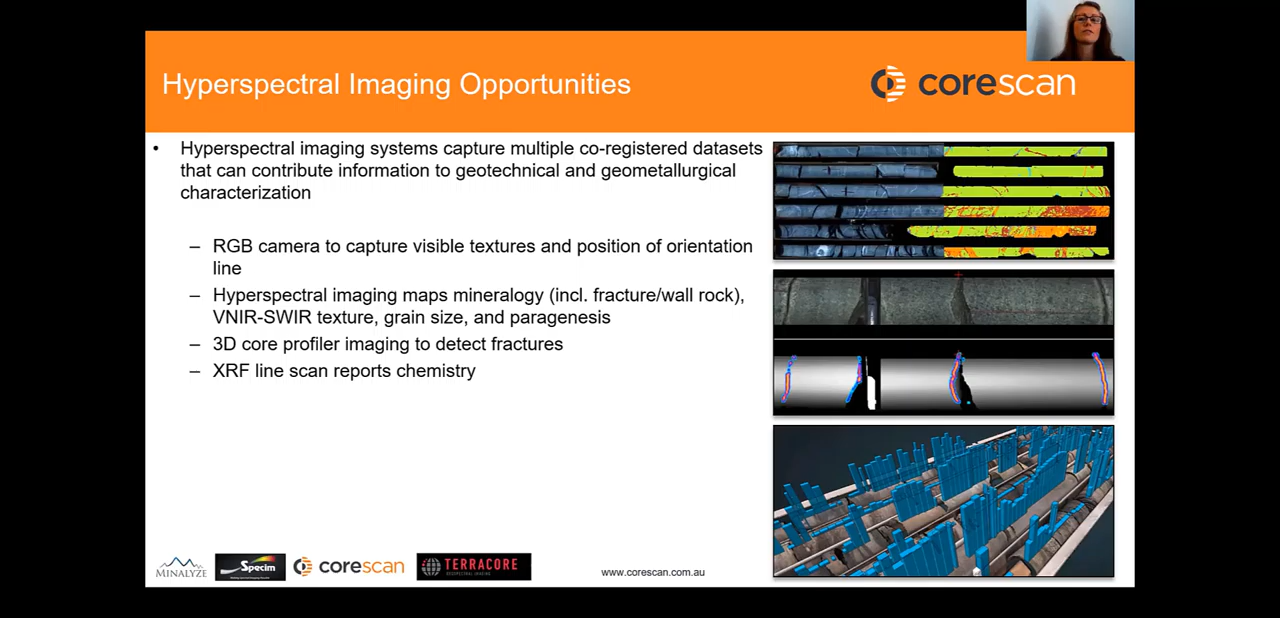 Hyperspectral Imaging Opportunities
corescan
• Hyperspectral imaging systems capture multiple co-registered datasets
that can contribute information to geotechnical and geometallurgical
characterization
– RGB camera to capture visible textures and position of orientation
line
– Hyperspectral imaging maps mineralogy (incl. fracture/wall rock),
VNIR-SWIR texture, grain size, and paragenesis
– 3D core profiler imaging to detect fractures
– XRF line scan reports chemistry
MINALYZE
Specim
corescan
TERRACORE
www.corescan.com.au